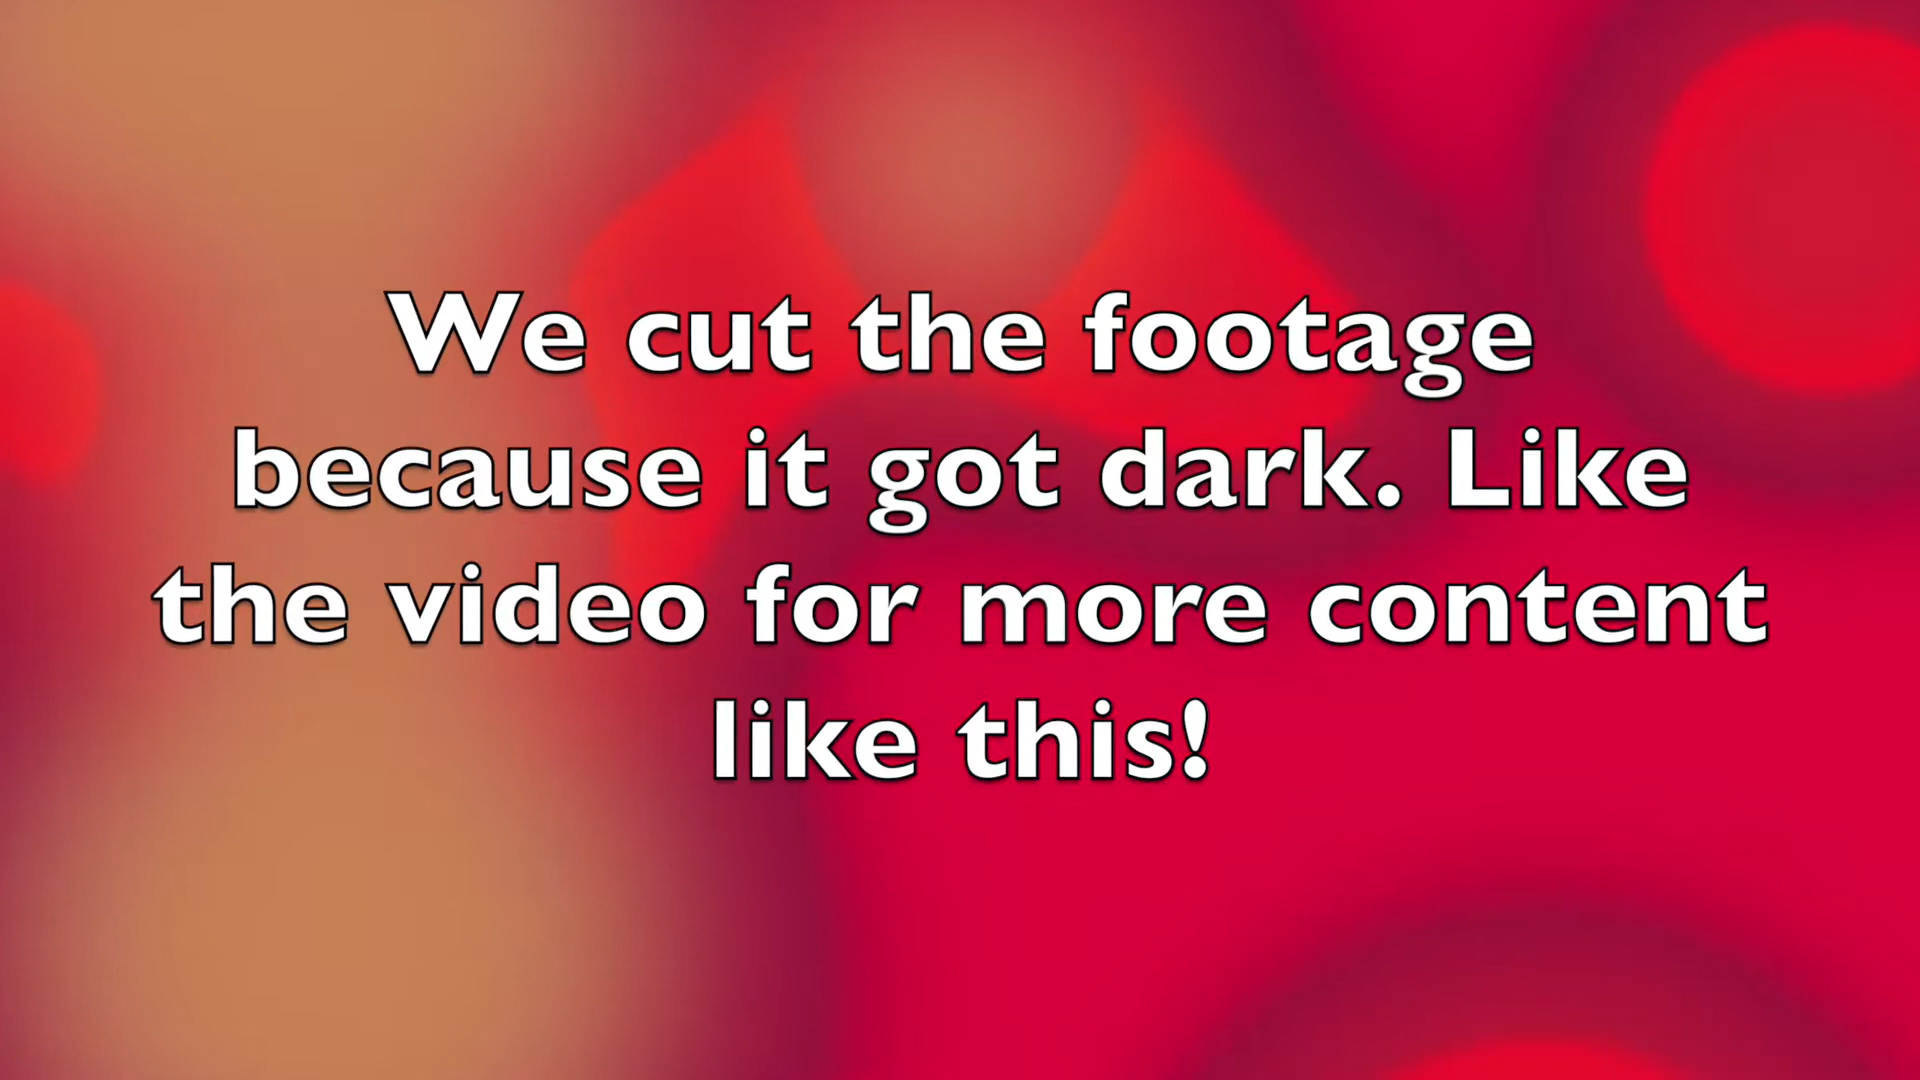 We cut the footage
because it got dark. Like
the video for more content
like this!